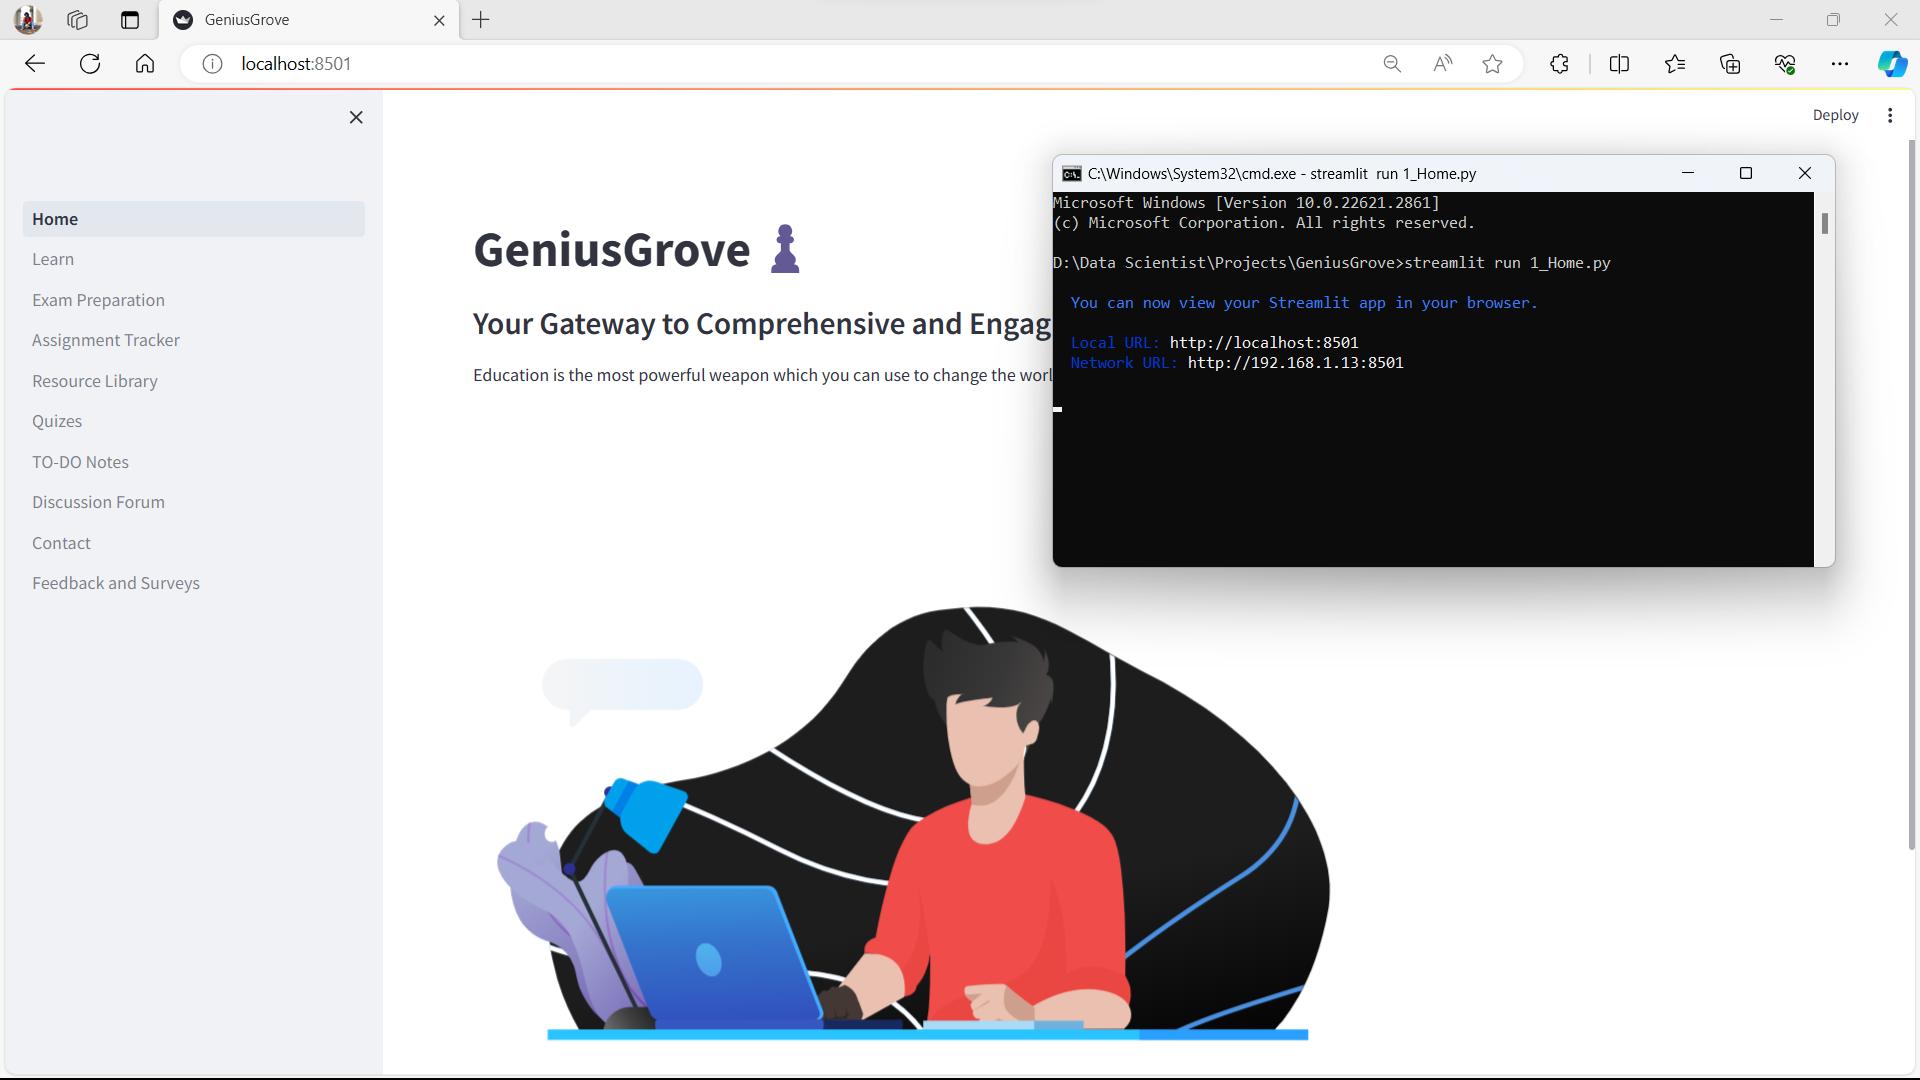 GeniusGrove
localhost:8501
Deploy
Home
Learn
Exam Preparation
Assignment Tracker
Resource Library
Quizes
TO-DO Notes
Discussion Forum
Contact
Feedback and Surveys
GeniusGrove
Your Gateway to Comprehensive and Engag
Education is the most powerful weapon which you can use to change the worl
C:\Windows\System32\cmd.exe - streamlit run 1_Home.py
Microsoft Windows [Version 10.0.22621.2861]
(c) Microsoft Corporation. All rights reserved.
D:\Data Scientist\Projects\GeniusGrove>streamlit run 1_Home.py
You can now view your Streamlit app in your browser.
Local URL: http://localhost:8501
Network URL: http://192.168.1.13:8501